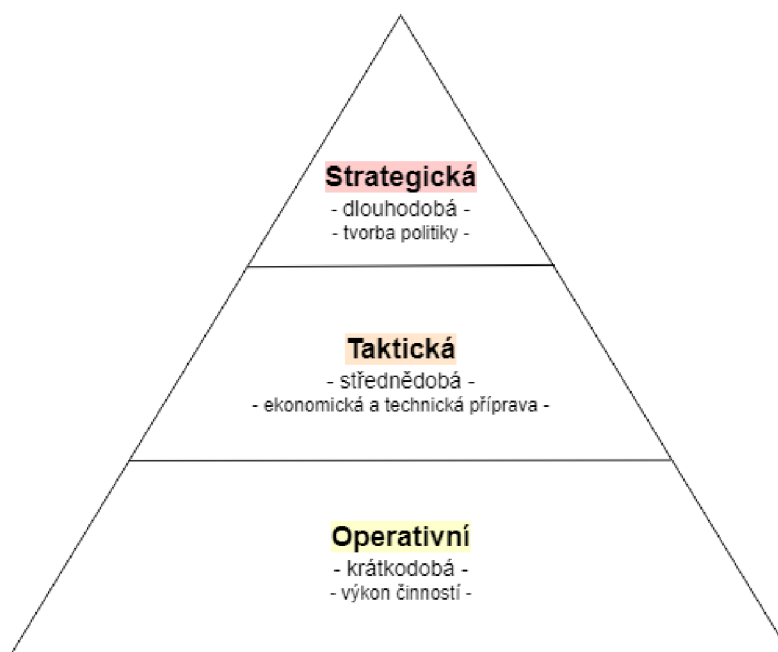 Strategická
- dlouhodobá -
- tvorba politiky -
Taktická
- střednědobá -
- ekonomická a technická příprava -
Operativní
- krátkodobá -
- výkon činností -